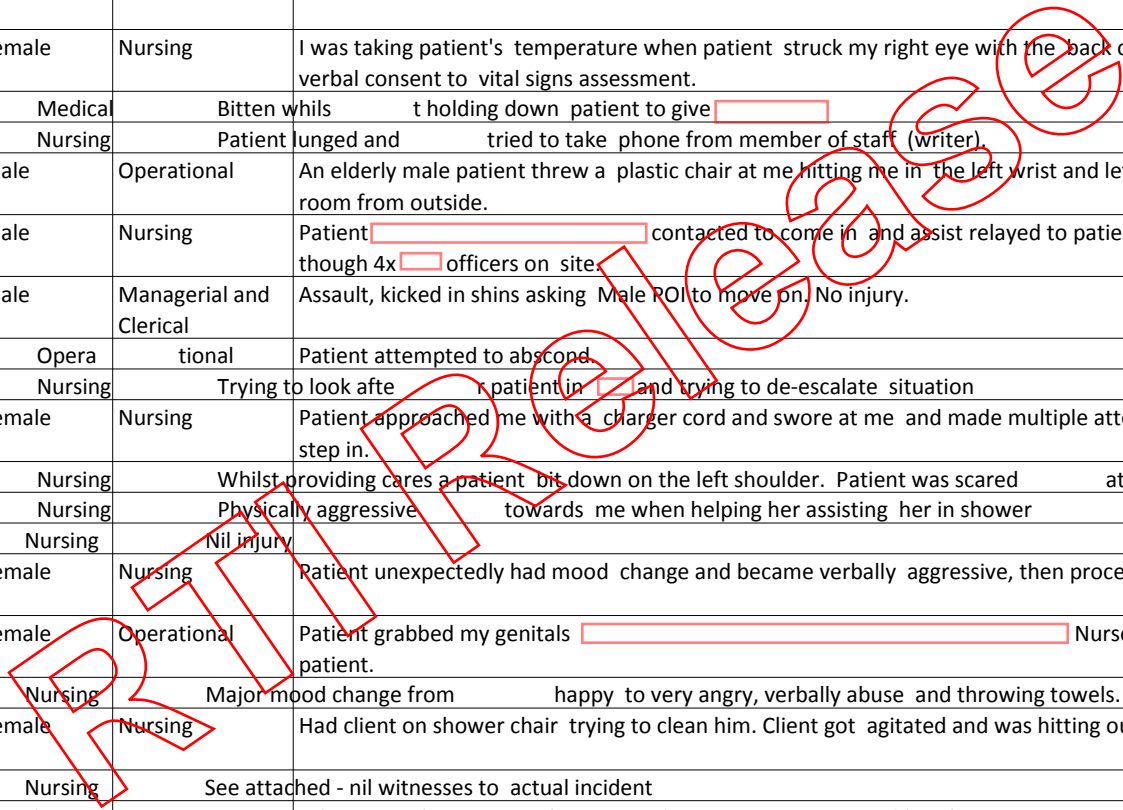 emale Nursing I was taking patient's temperature when patient struck my right eye with the back
verbal consent to vital signs assessment.
Medical Bitten whils t holding down patient to give
Nursing Patient lunged and tried to take phone from member of staff (writer).
ale Operational An elderly male patient threw a plastic chair at me hitting me in the left wrist and le
room from outside.
ale Nursing Patient contacted to come in and assist relayed to patie
though 4x officers on site.
ale Managerial and Assault, kicked in shins asking Male POI to move on. No injury.
Clerical
Opera tional Patient attempted to abscond.
Nursing Trying to look afte r patient in and trying to de-escalate situation
emale Nursing Patient approached me with a charger cord and swore at me and made multiple atte
step in.
Nursing Whilst providing cares a patient bit down on the left shoulder. Patient was scared at
Nursing Physically aggressive towards me when helping her assisting her in shower
Nursing Nil injury
emale Nursing Patient unexpectedly had mood change and became verbally aggressive, then proce
emale Operational Patient grabbed my genitals Nurse
patient.
Nursing Major mood change from happy to very angry, verbally abuse and throwing towels.
emale Nursing Had client on shower chair trying to clean him. Client got agitated and was hitting ou
Nursing See attached - nil witnesses to actual incident
RTI Release